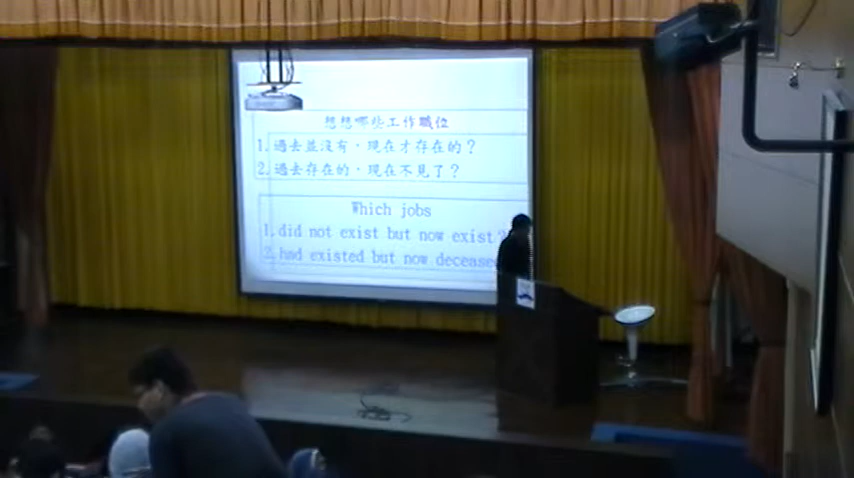 想想哪些工作職位
1. 過去並沒有，現在才存在的？
2. 過去存在的，現在不見了？
Which jobs
1. did not exist but now exist?
2. had existed but now deceased